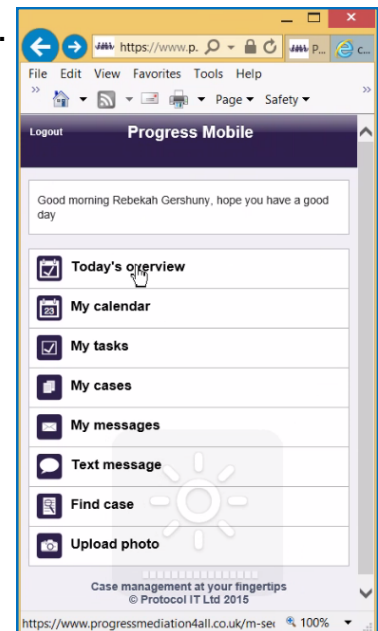 https://www.p.
P...
c...
File Edit View Favorites Tools Help
Page Safety
Logout
Progress Mobile
Good morning Rebekah Gershuny, hope you have a good
day
Today's overview
23
My calendar
My tasks
My cases
My messages
Text message
Find case
Upload photo
Case management at your fingertips
© Protocol IT Ltd 2015
https://www.progressmediation4all.co.uk/m-sec
100%